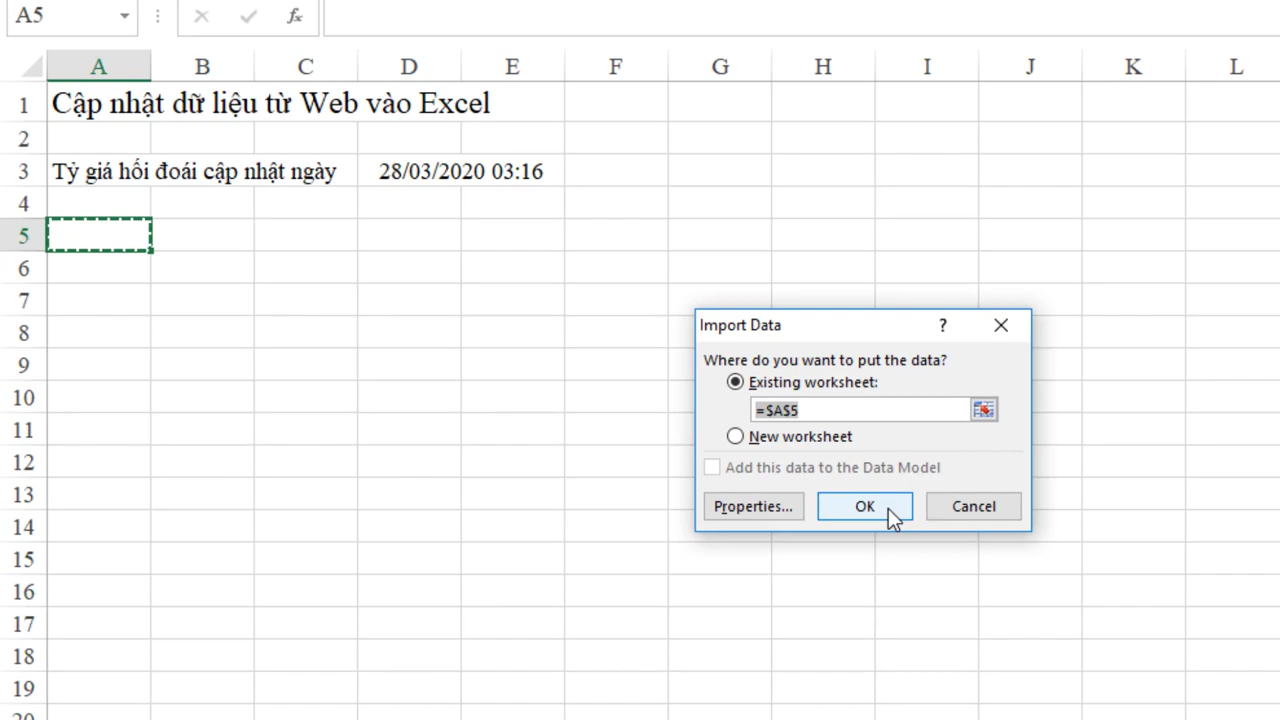 A5
fx
A B C D E F G H I J K L
1 Cập nhật dữ liệu từ Web vào Excel
2
3 Tỷ giá hối đoái cập nhật ngày 28/03/2020 03:16
4
5
6
7
8
9
10
11
12
13
14
15
16
17
18
19
20
Import Data ?
Where do you want to put the data?
Existing worksheet:
=$A$5
New worksheet
Add this data to the Data Model
Properties... OK Cancel